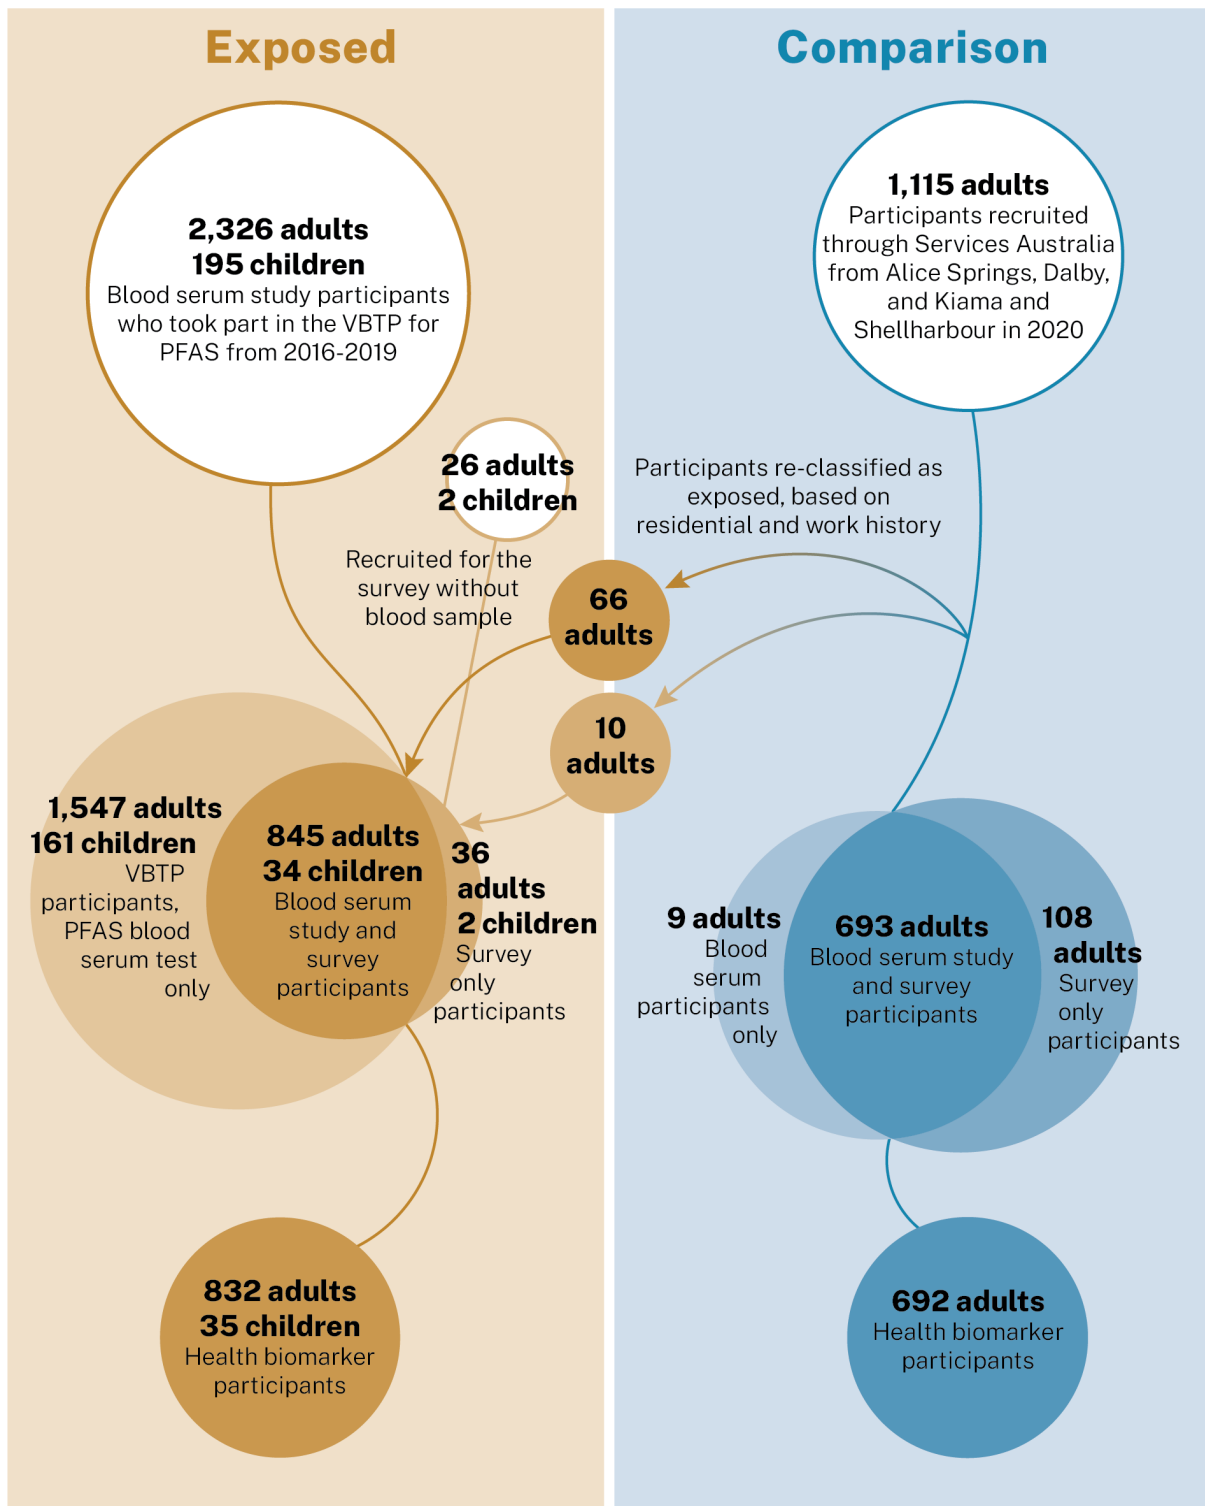 Exposed
2,326 adults
195 children
Blood serum study participants
who took part in the VBTP for
PFAS from 2016-2019
26 adults
2 children
Recruited for the
survey without
blood sample
Comparison
1,115 adults
Participants recruited
through Services Australia
from Alice Springs, Dalby,
and Kiama and
Shellharbour in 2020
Participants re-classified as
exposed, based on
residential and work history
66
adults
10
adults
1,547 adults
161 children
VBTP
participants,
PFAS blood
serum test
only
845 adults
34 children
Blood serum
study and
survey
participants
36
adults
2 children
Survey
only
participants
9 adults
Blood
serum
participants
only
693 adults
Blood serum study
and survey
participants
108
adults
Survey
only
participants
832 adults
35 children
Health biomarker
participants
692 adults
Health biomarker
participants